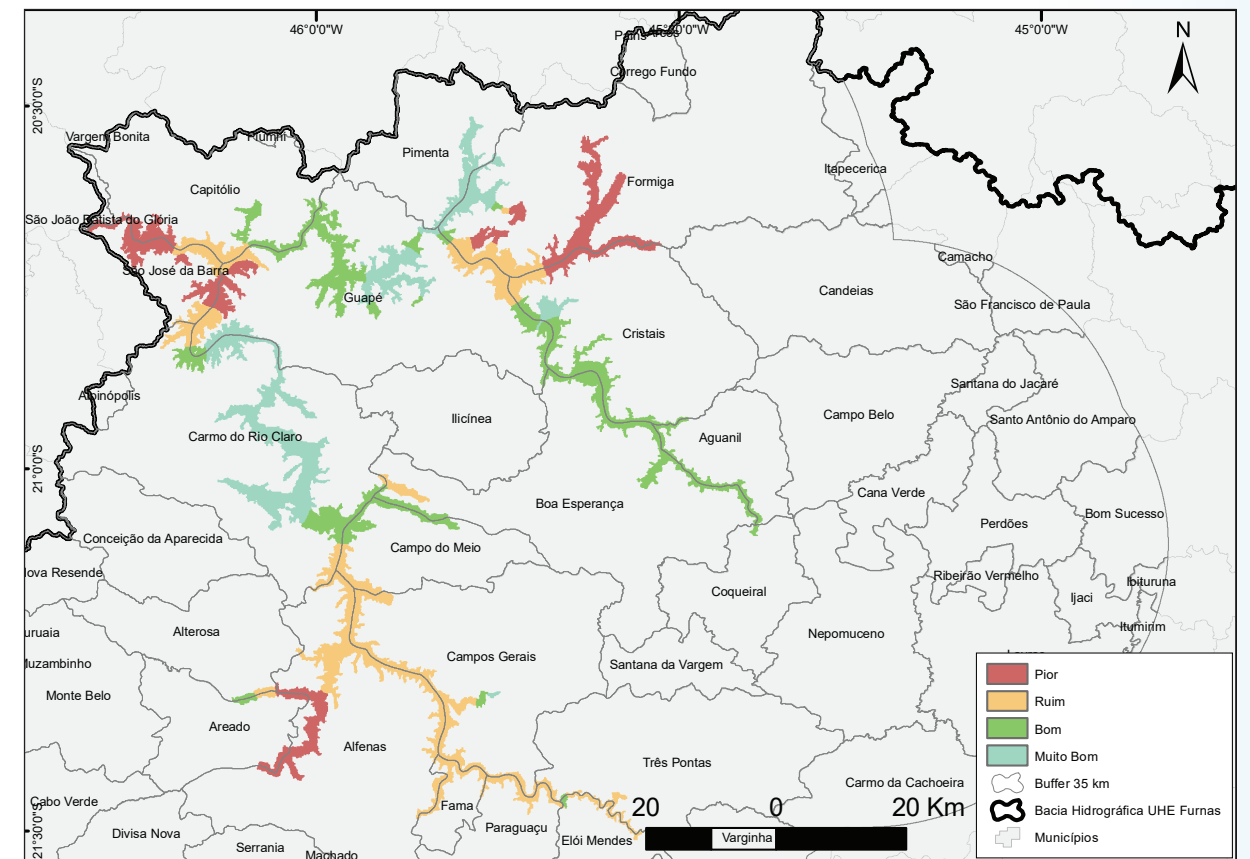 46°0'0"W
45°0'0"W
N
Córrego Fundo
20°30'0"S
Vargem Bonita
Piumhi
Pimenta
Itapecerica
Capitólio
Formiga
São João Batista do Glória
Camacho
São José da Barra
Guapé
Candeias
São Francisco de Paula
Cristais
Santana do Jacaré
Alpinópolis
Ilicínea
Campo Belo
Santo Antônio do Amparo
Carmo do Rio Claro
Aguanil
21°0'0"S
Boa Esperança
Cana Verde
Perdões
Bom Sucesso
Conceição da Aparecida
Campo do Meio
Nova Resende
Ribeirão Vermelho
Ibituruna
Coqueiral
Ijaci
Itumirim
uruaia
Alterosa
Nepomuceno
Campos Gerais
Muzambinho
Santana da Vargem
Monte Belo
Areado
Alfenas
Três Pontas
Carmo da Cachoeira
Cabo Verde
Fama
21°30'0"S
Paraguaçu
Divisa Nova
Elói Mendes
Serrania
Machado
20 0 20 Km
Varginha
Pior
Ruim
Bom
Muito Bom
Buffer 35 km
Bacia Hidrográfica UHE Furnas
Municípios